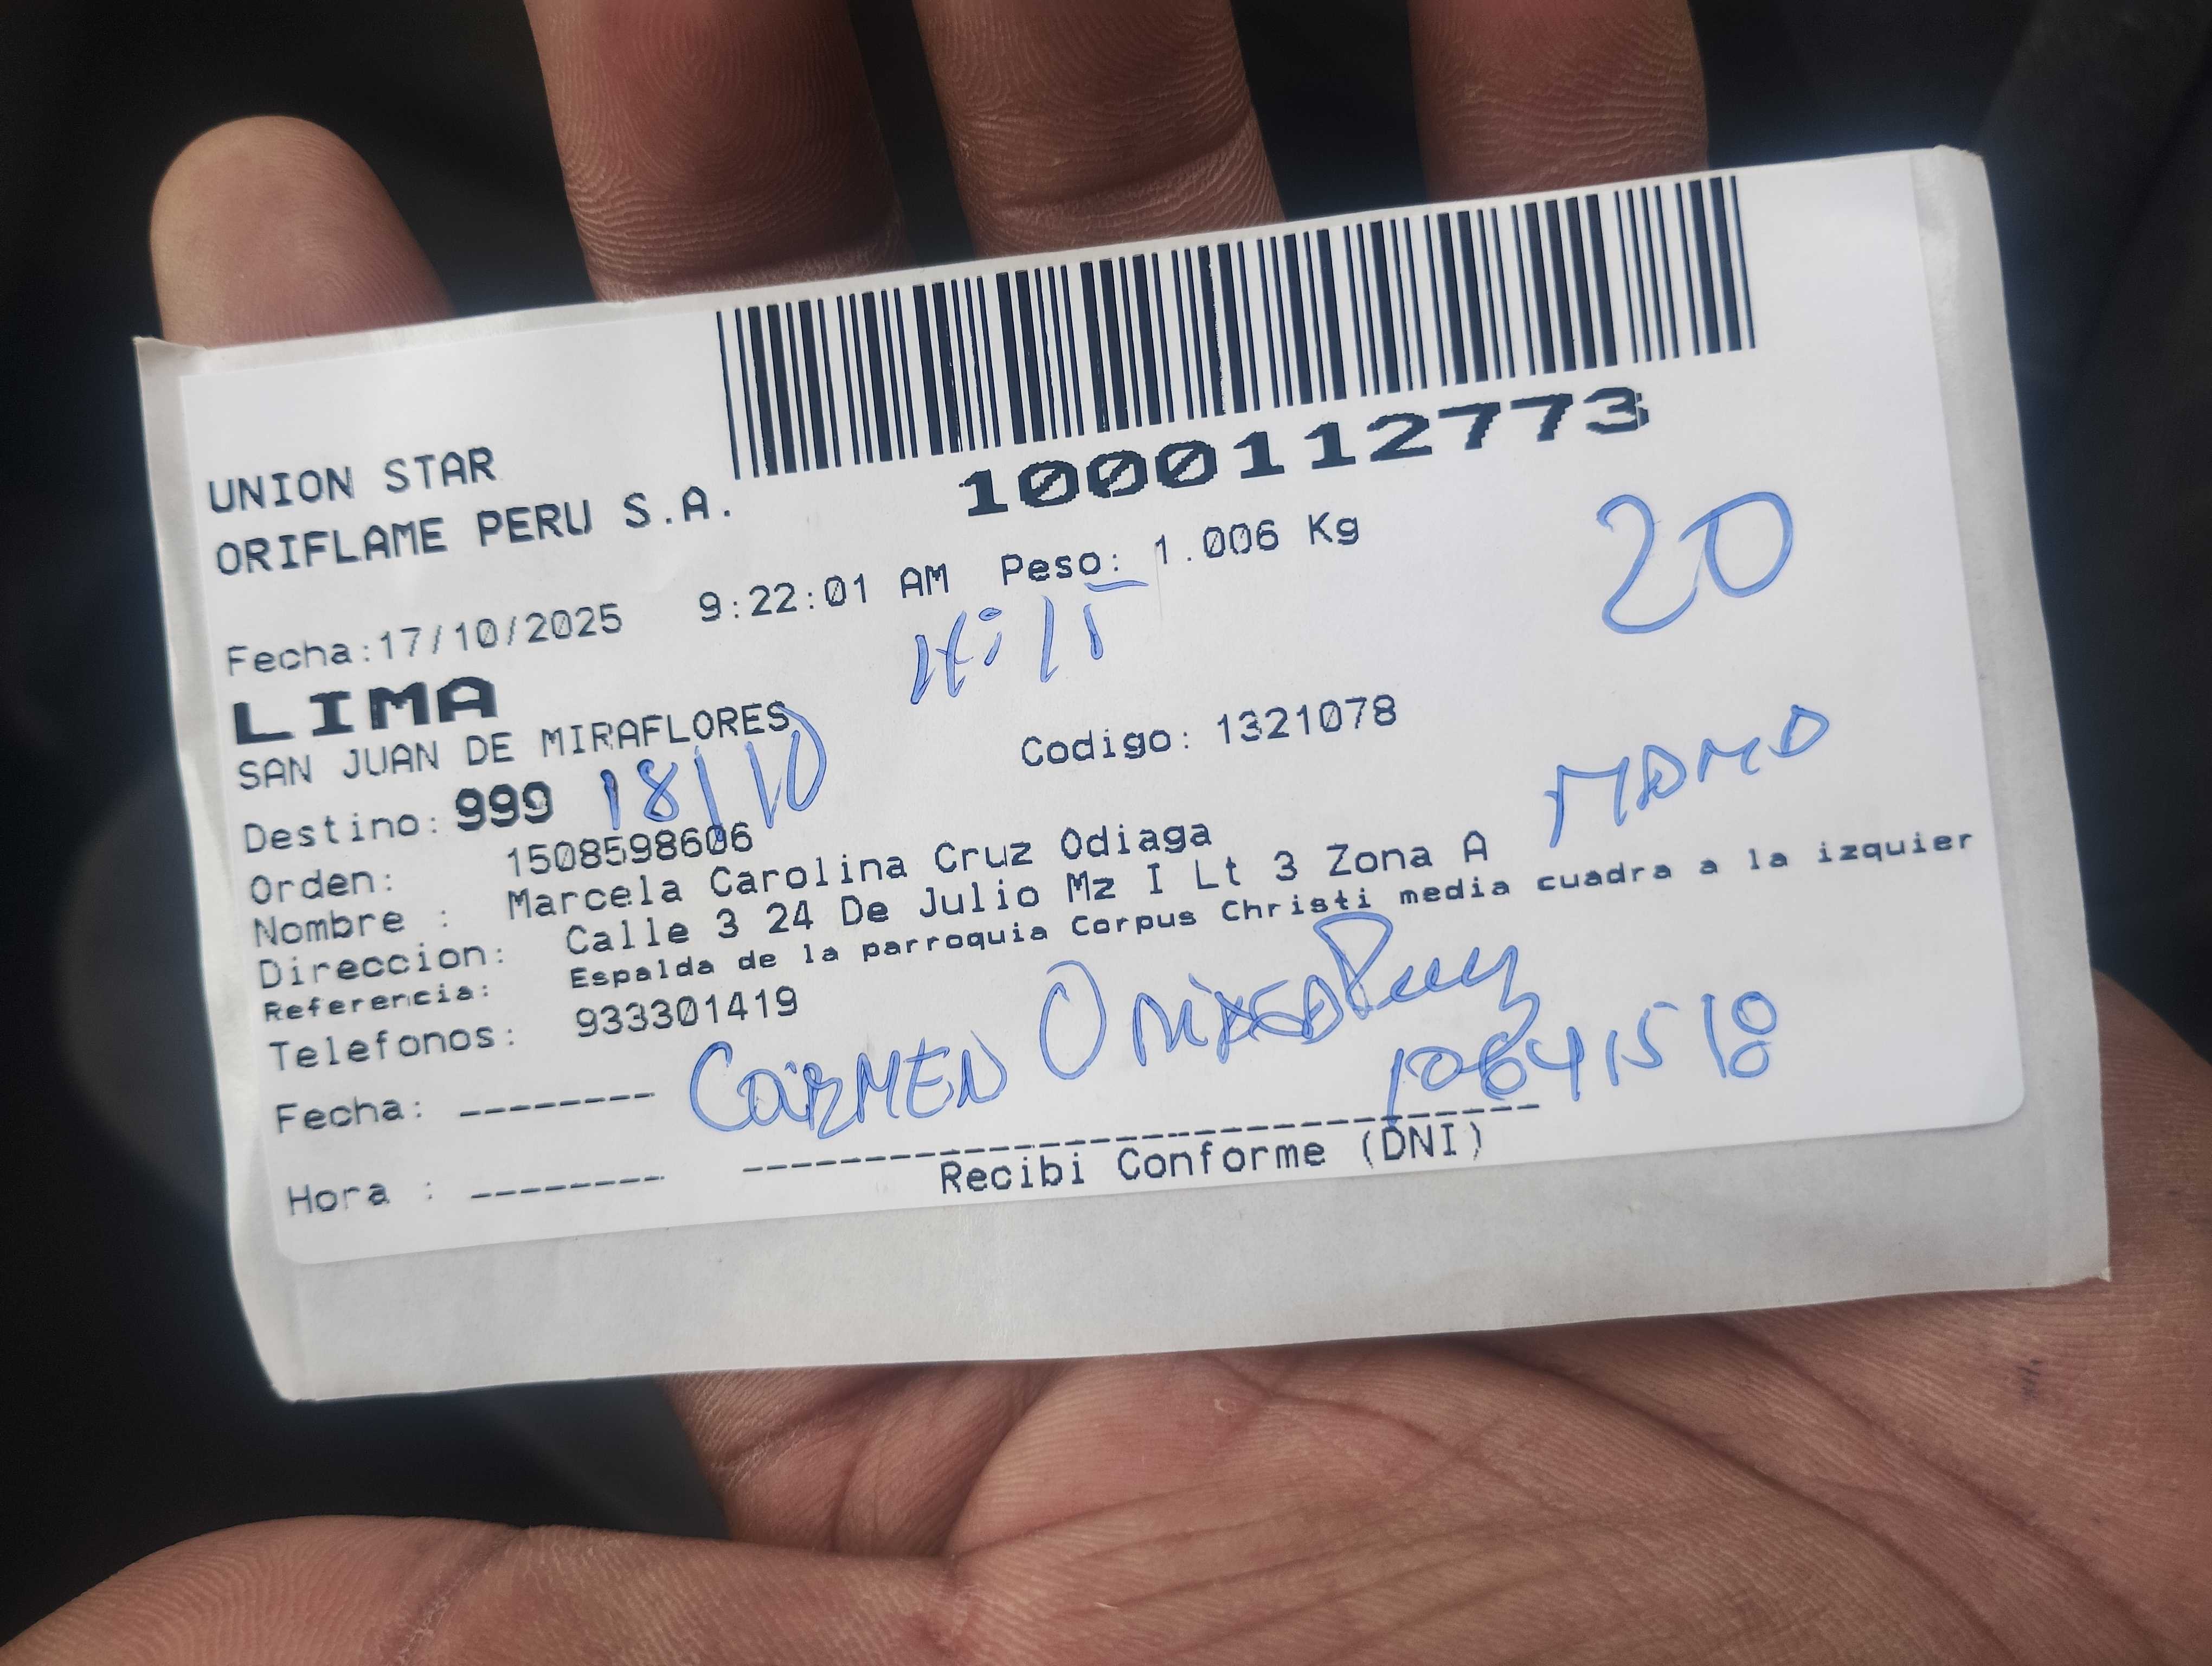 1000112773
UNION STAR
ORIFLAME PERU S.A.
Fecha:17/10/2025 9:22:01 AM Peso: 1.006 Kg
20
LIMA
SAN JUAN DE MIRAFLORES
Codigo: 1321078
Destino: 999 18/10
Orden: 1508598606
Nombre : Marcela Carolina Cruz Odiaga
Direccion: Calle 3 24 De Julio Mz I Lt 3 Zona A
Referencia: Espalda de la parroquia Corpus Christi media cuadra a la izquier
Telefonos: 933301419
CARMEN
Fecha: --------
Hora : --------
Recibi Conforme (DNI)